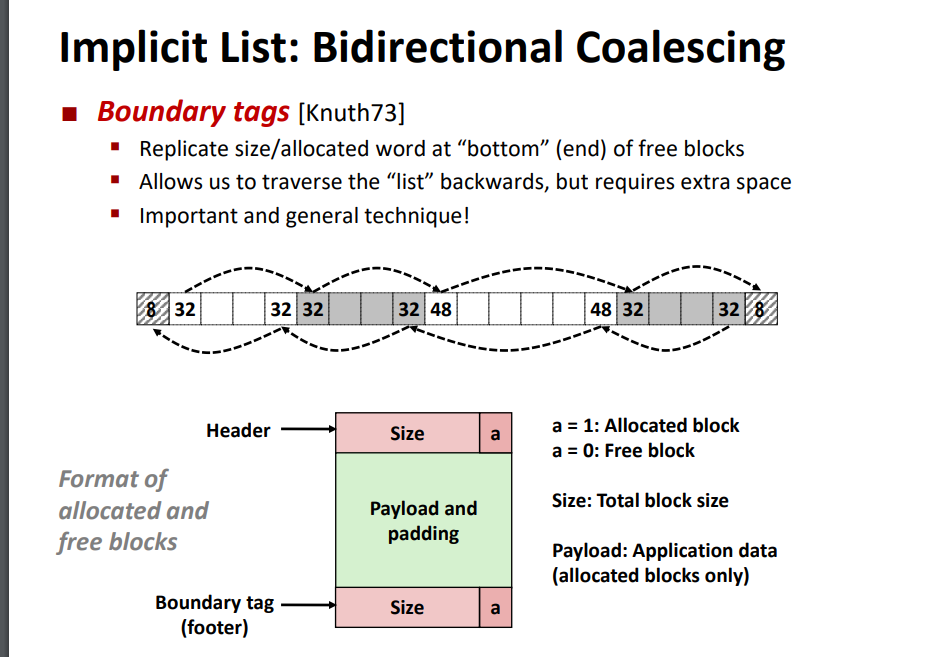 Implicit List: Bidirectional Coalescing
■ Boundary tags [Knuth73]
▪ Replicate size/allocated word at “bottom” (end) of free blocks
▪ Allows us to traverse the “list” backwards, but requires extra space
▪ Important and general technique!
8 32 32 32 32 48 48 32 32 8
Header
Size a
a = 1: Allocated block
a = 0: Free block
Format of
allocated and
free blocks
Payload and
padding
Size: Total block size
Payload: Application data
(allocated blocks only)
Boundary tag
(footer)
Size a